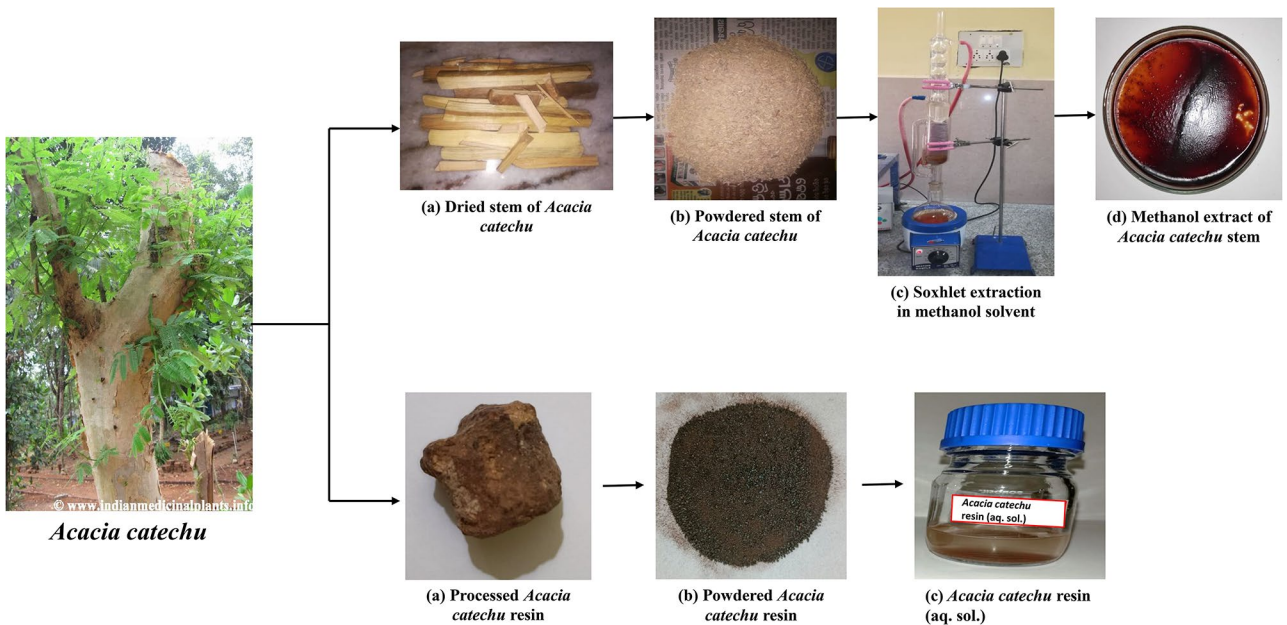 © www.indianmedicinalplants.info
Acacia catechu
(a) Dried stem of Acacia
catechu
(b) Powdered stem of
Acacia catechu
(c) Soxhlet extraction
in methanol solvent
(d) Methanol extract of
Acacia catechu stem
(a) Processed Acacia
catechu resin
(b) Powdered Acacia
catechu resin
Acacia catechu
resin (aq. sol.)
(c) Acacia catechu resin
(aq. sol.)